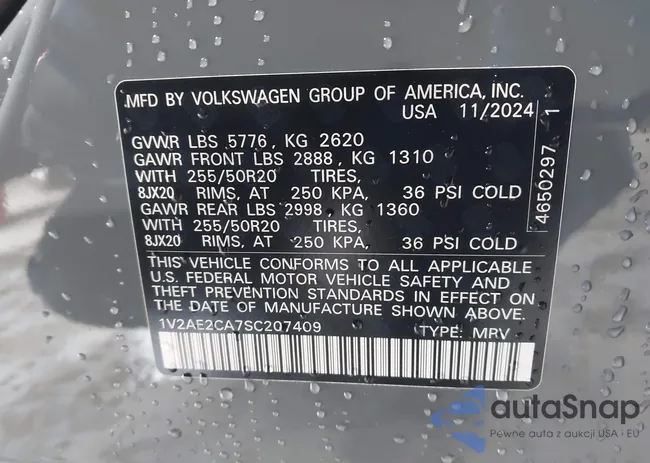 MFD BY VOLKSWAGEN GROUP OF AMERICA, INC.
USA 11/2024
GVWR LBS 5776, KG 2620
GAWR FRONT LBS 2888, KG 1310
WITH 255/50R20 TIRES,
8JX20 RIMS, AT 250 KPA, 36 PSI COLD
GAWR REAR LBS 2998, KG 1360
WITH 255/50R20 TIRES,
8JX20 RIMS, AT 250 KPA, 36 PSI COLD
THIS VEHICLE CONFORMS TO ALL APPLICABLE
U.S. FEDERAL MOTOR VEHICLE SAFETY AND
THEFT PREVENTION STANDARDS IN EFFECT ON
THE DATE OF MANUFACTURE SHOWN ABOVE.
1V2AE2CA7SC207409 TYPE: MRV
4650297 1
autaSnap
Pewne auta z aukcji USA i EU